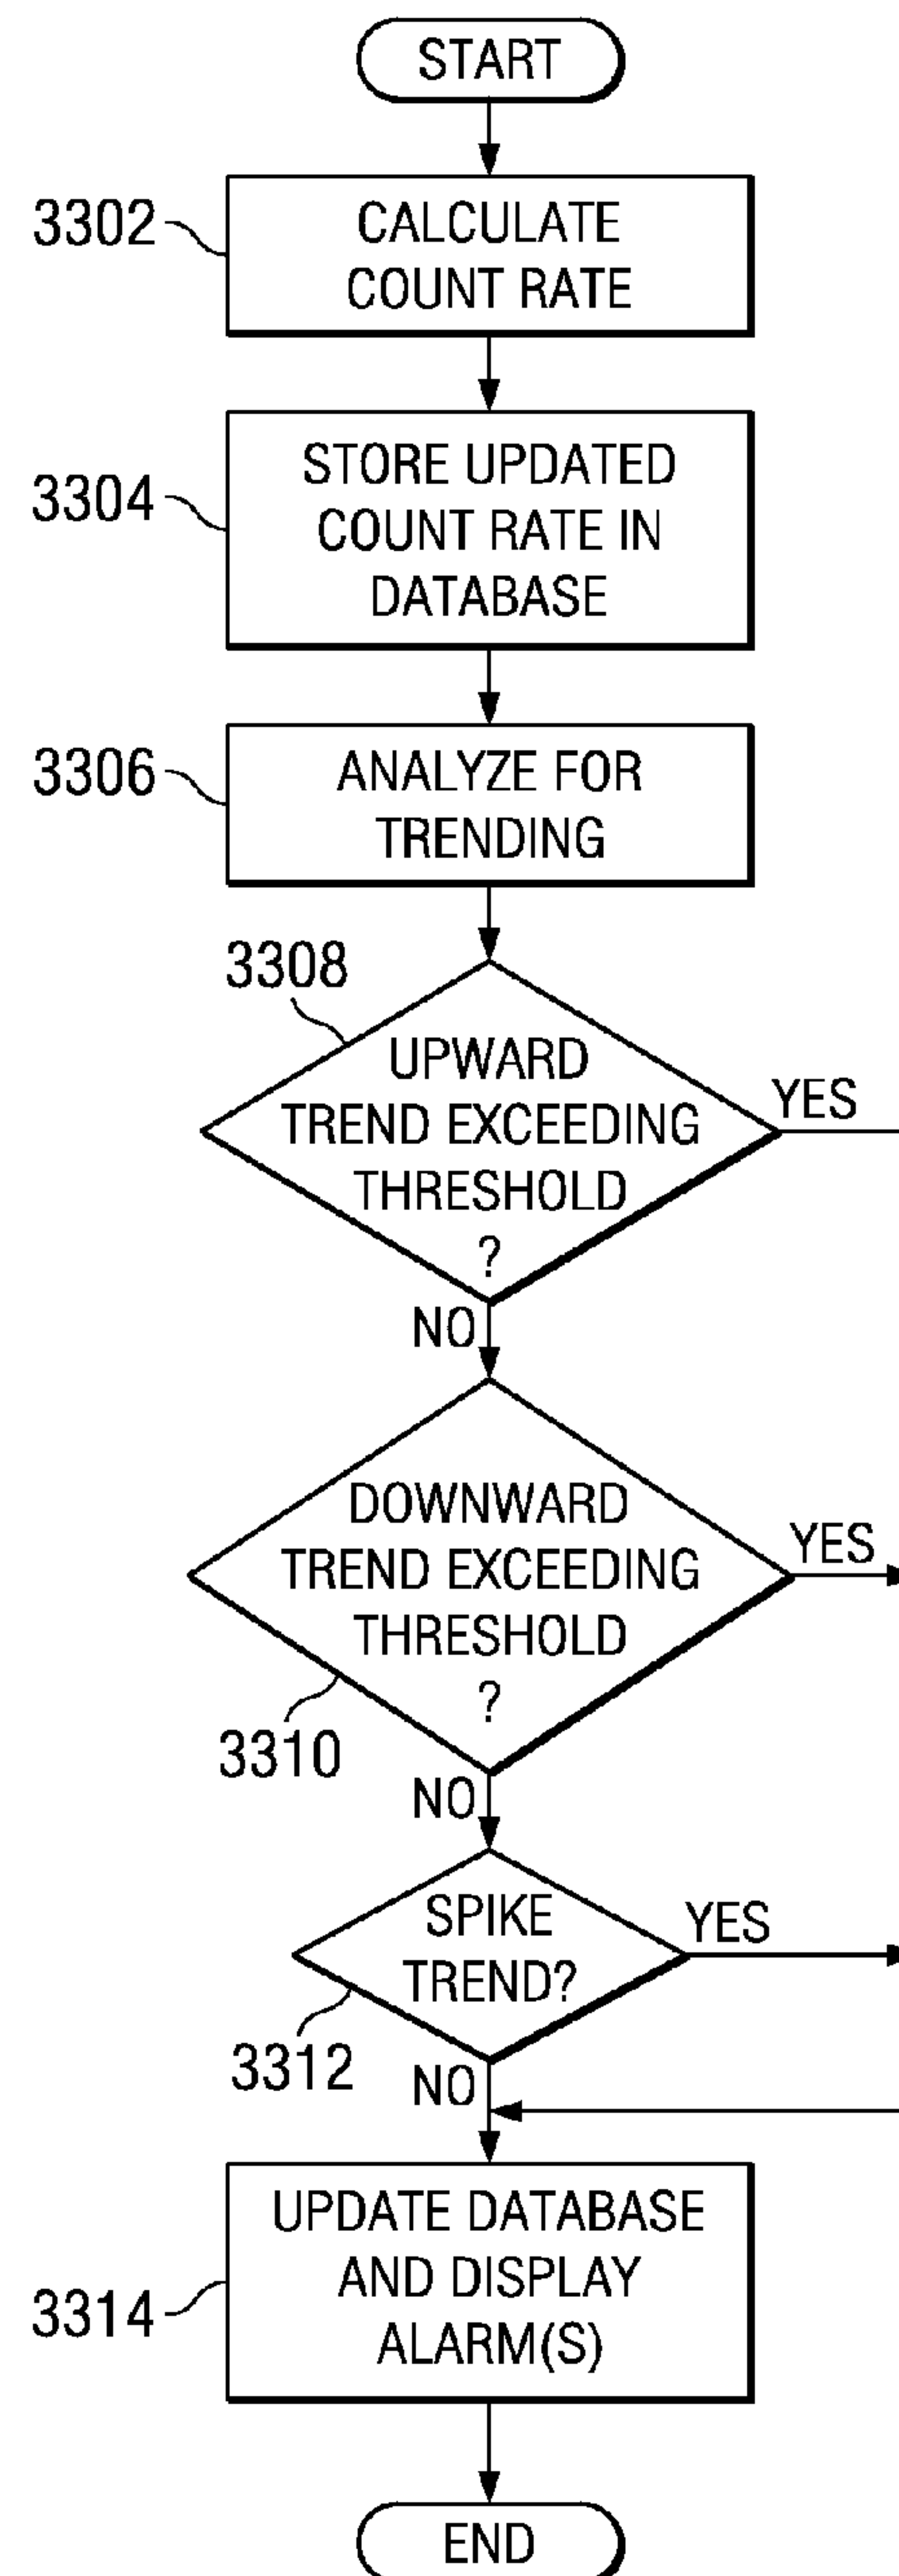 START
3302
CALCULATE
COUNT RATE
3304
STORE UPDATED
COUNT RATE IN
DATABASE
3306
ANALYZE FOR
TRENDING
3308
UPWARD
TREND EXCEEDING
THRESHOLD
?
YES
NO
DOWNWARD
TREND EXCEEDING
THRESHOLD
?
YES
3310
NO
SPIKE
TREND?
YES
3312
NO
3314
UPDATE DATABASE
AND DISPLAY
ALARM(S)
END